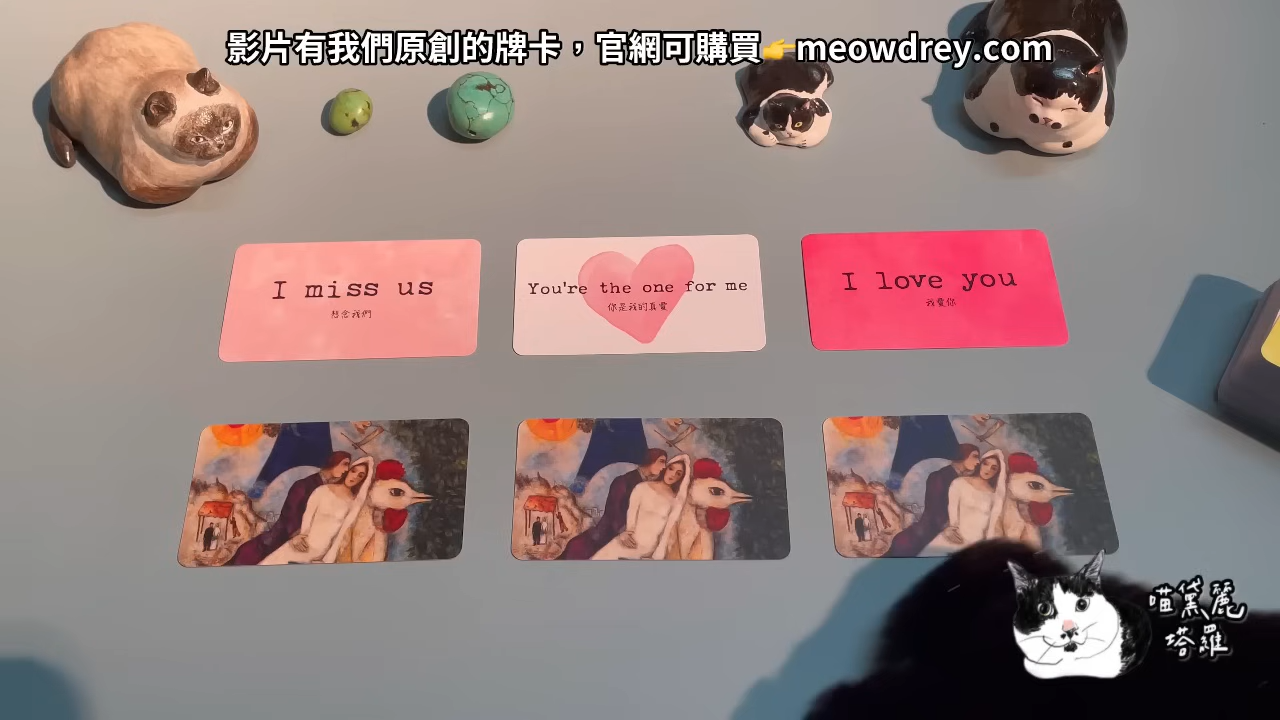 影片有我們原創的牌卡，官網可購買👉meowdrey.com
I miss us
想念我們
You're the one for me
你是我的真愛
I love you
我愛你
喵黛麗
塔羅